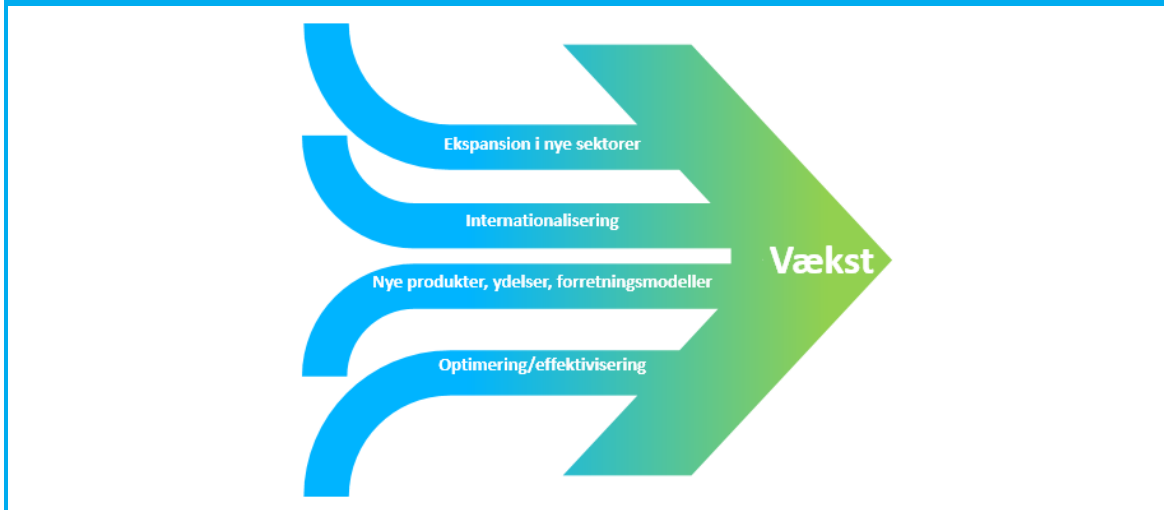 Ekspansion i nye sektorer
Internationalisering
Vækst
Nye produkter, ydelser, forretningsmodeller
Optimering/effektivisering